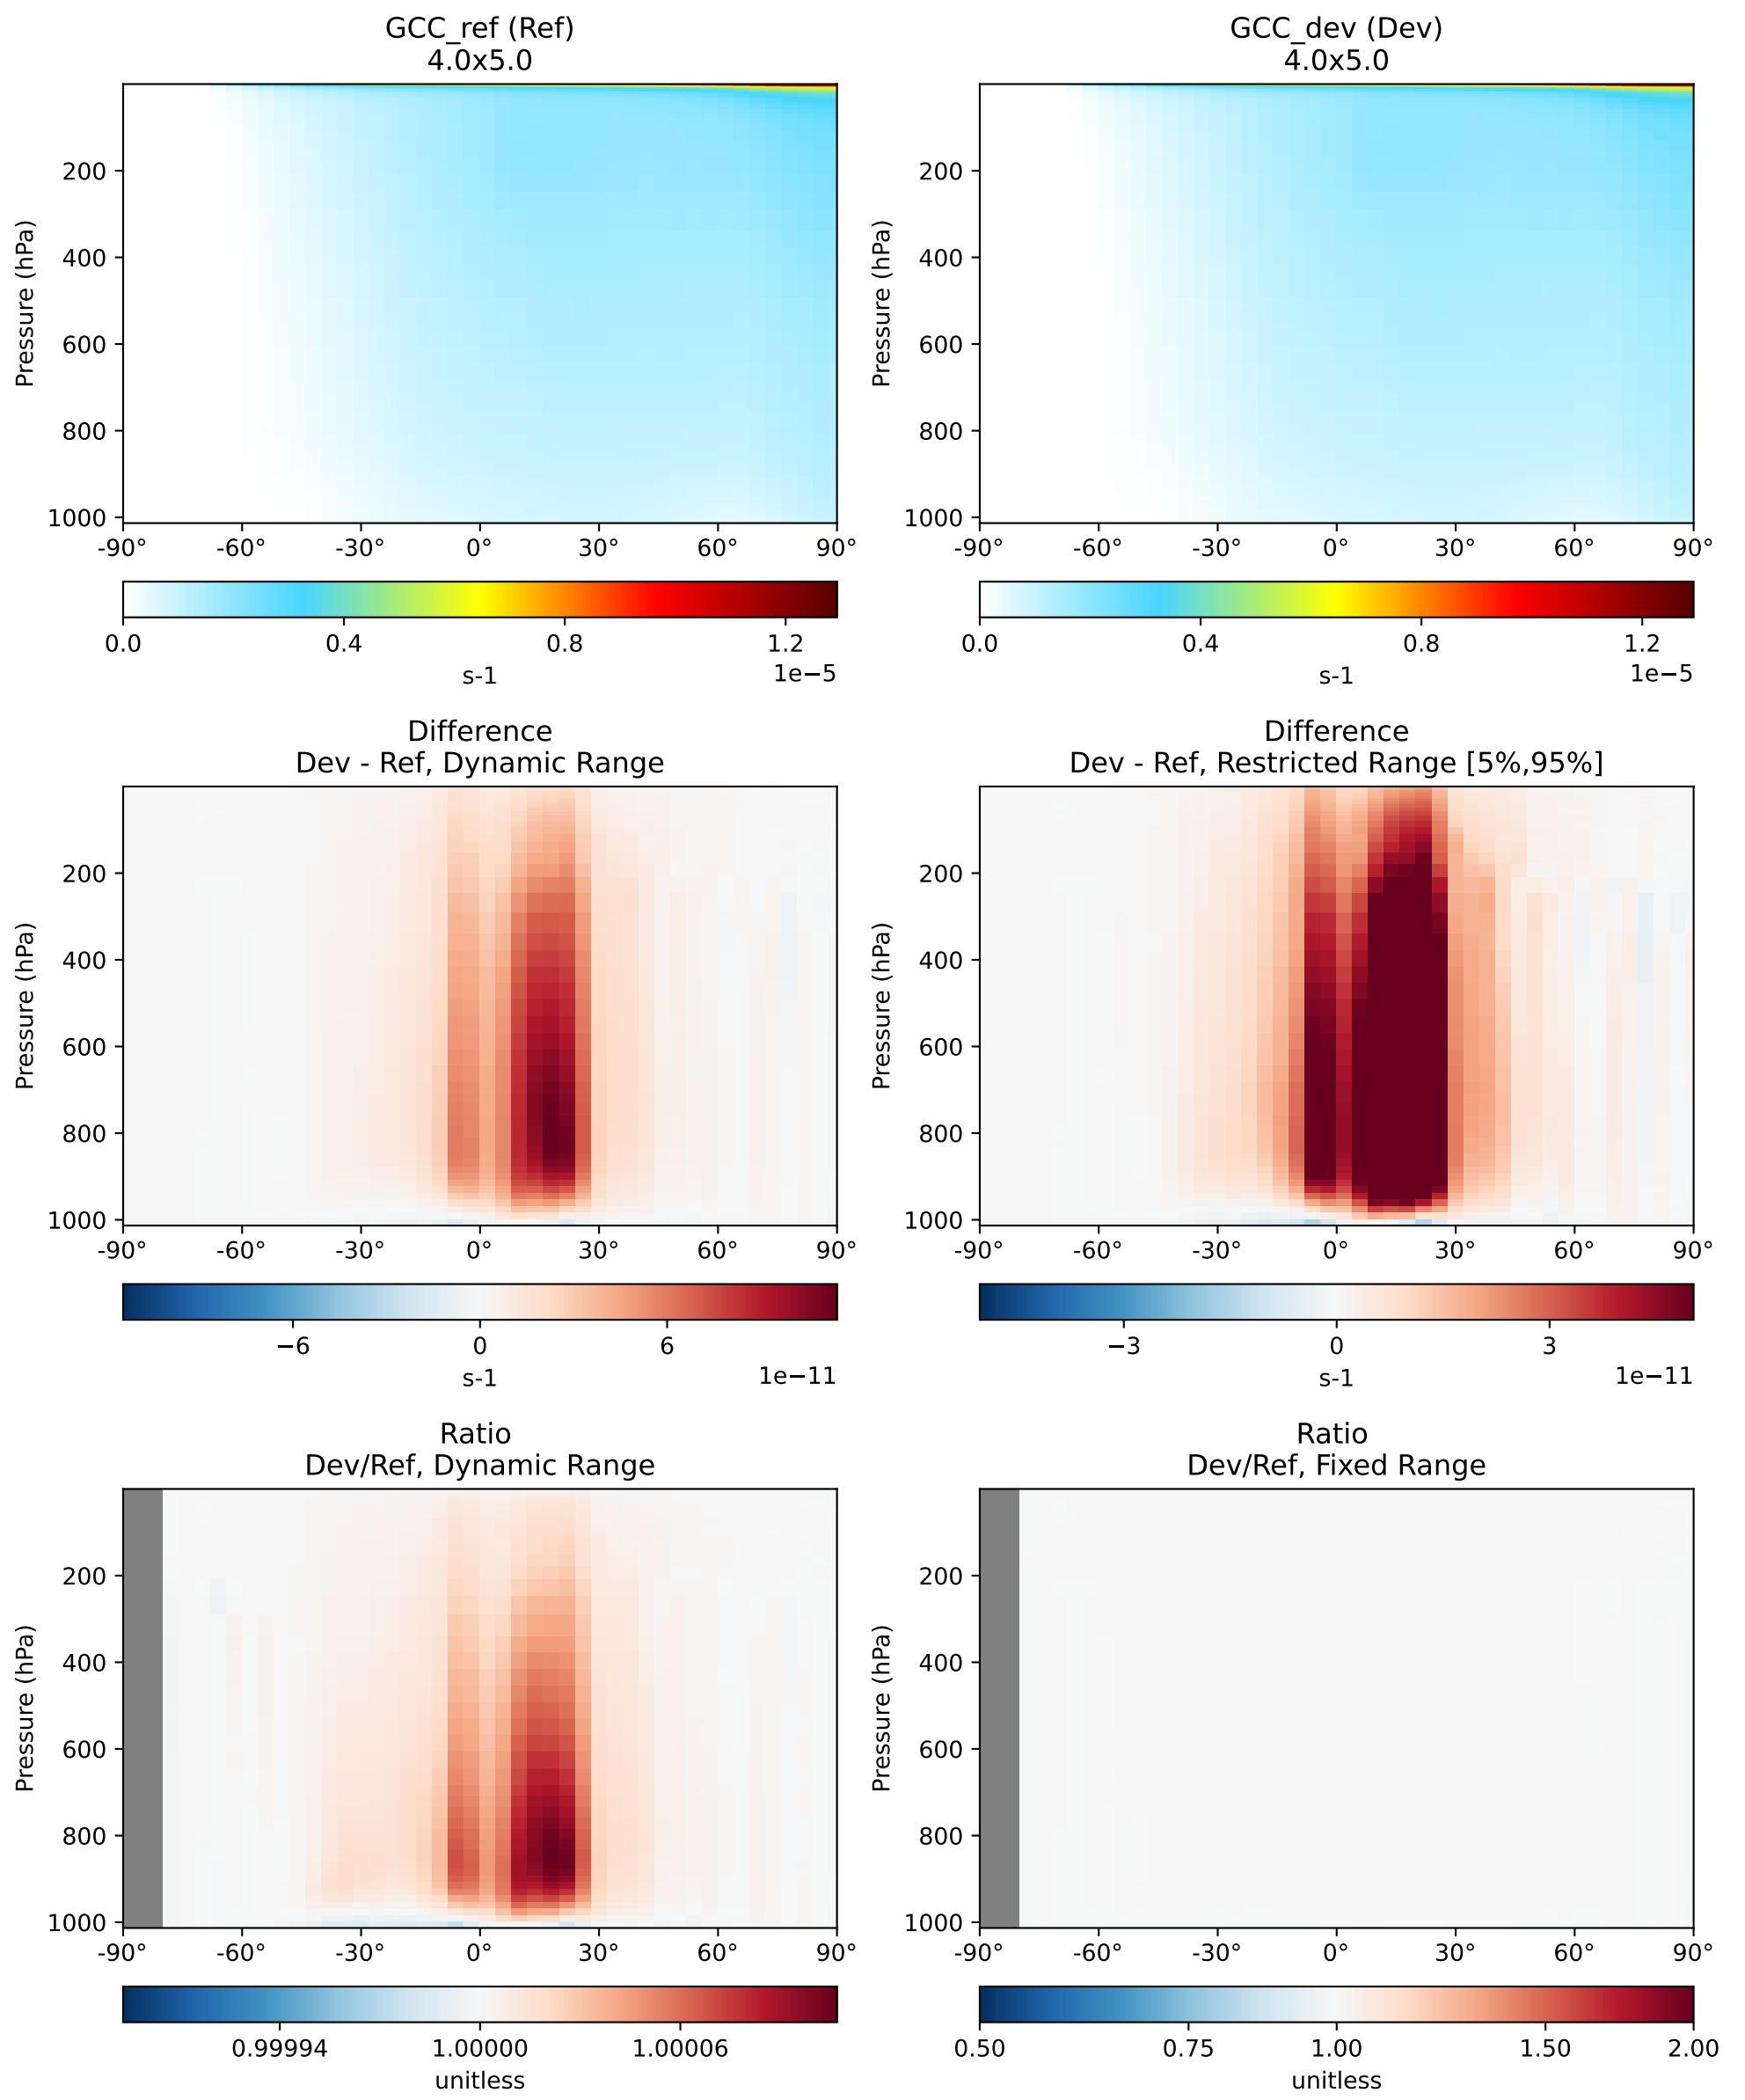 GCC_ref (Ref)
4.0x5.0
Pressure (hPa)
200
400
600
800
1000
-90° -60° -30° 0° 30° 60° 90°
0.0 0.4 0.8 1.2
1e−5
s-1
GCC_dev (Dev)
4.0x5.0
Pressure (hPa)
200
400
600
800
1000
-90° -60° -30° 0° 30° 60° 90°
0.0 0.4 0.8 1.2
1e−5
s-1
Difference
Dev - Ref, Dynamic Range
Pressure (hPa)
200
400
600
800
1000
-90° -60° -30° 0° 30° 60° 90°
−6 0 6
1e−11
s-1
Difference
Dev - Ref, Restricted Range [5%,95%]
Pressure (hPa)
200
400
600
800
1000
-90° -60° -30° 0° 30° 60° 90°
−3 0 3
1e−11
s-1
Ratio
Dev/Ref, Dynamic Range
Pressure (hPa)
200
400
600
800
1000
-90° -60° -30° 0° 30° 60° 90°
0.99994 1.00000 1.00006
unitless
Ratio
Dev/Ref, Fixed Range
Pressure (hPa)
200
400
600
800
1000
-90° -60° -30° 0° 30° 60° 90°
0.50 0.75 1.00 1.50 2.00
unitless